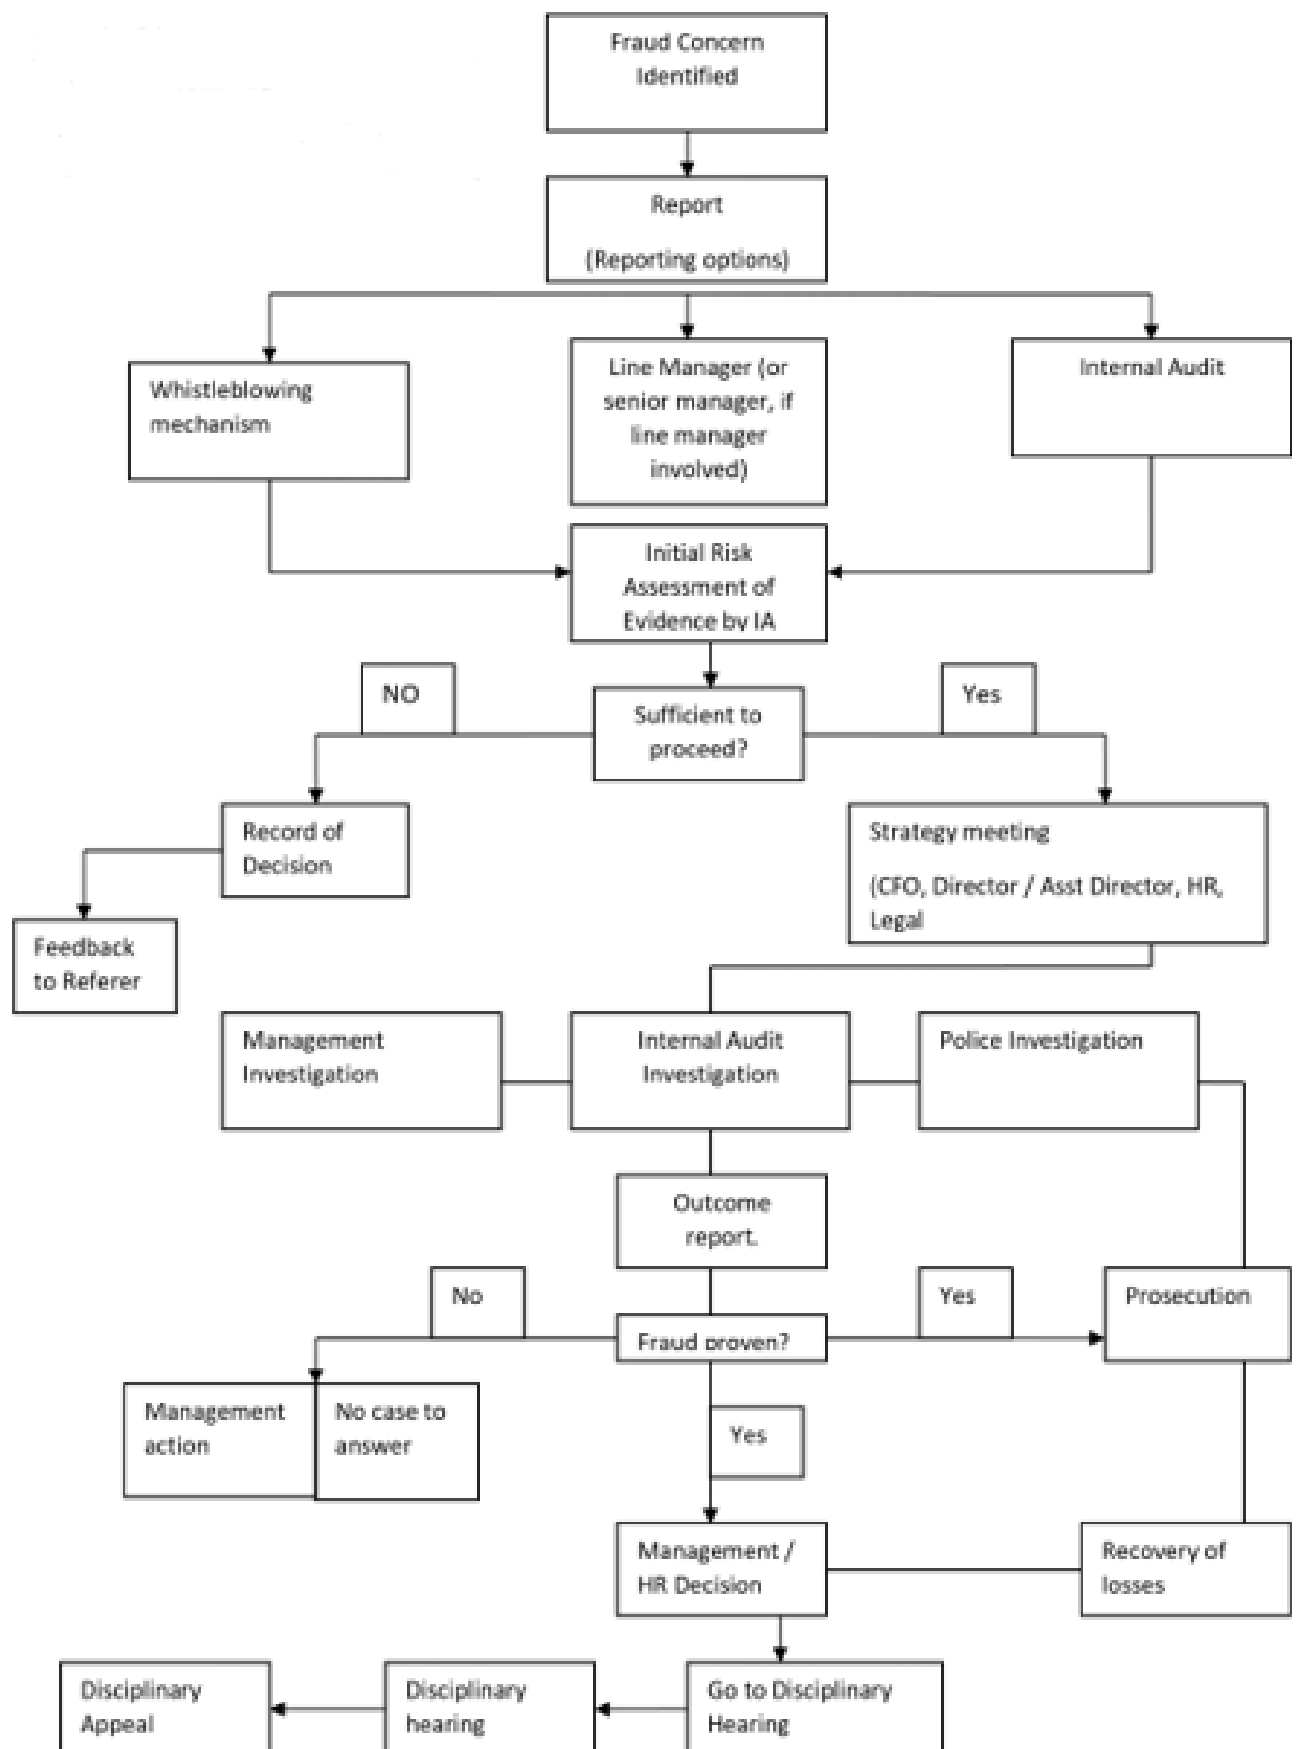 Fraud Concern
Identified
Report
(Reporting options)
Whistleblowing
mechanism
Line Manager (or
senior manager, if
line manager
involved)
Internal Audit
Initial Risk
Assessment of
Evidence by IA
NO
Sufficient to
proceed?
Yes
Record of
Decision
Strategy meeting
(CFO, Director / Asst Director, HR,
Legal
Feedback
to Referer
Management
Investigation
Internal Audit
Investigation
Police Investigation
Outcome
report.
No
Yes
Prosecution
Fraud proven?
Management
action
No case to
answer
Yes
Management /
HR Decision
Recovery of
losses
Disciplinary
Appeal
Disciplinary
hearing
Go to Disciplinary
Hearing